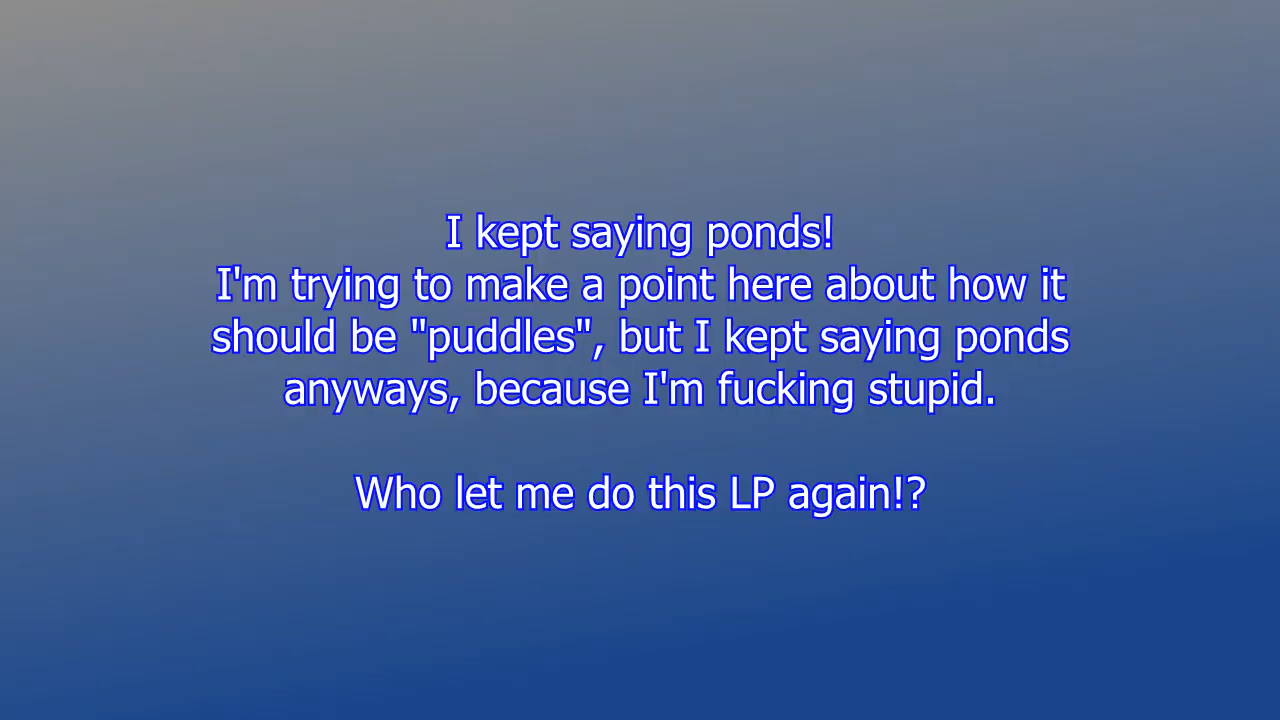 I kept saying ponds!
I'm trying to make a point here about how it
should be "puddles", but I kept saying ponds
anyways, because I'm fucking stupid.
Who let me do this LP again!?